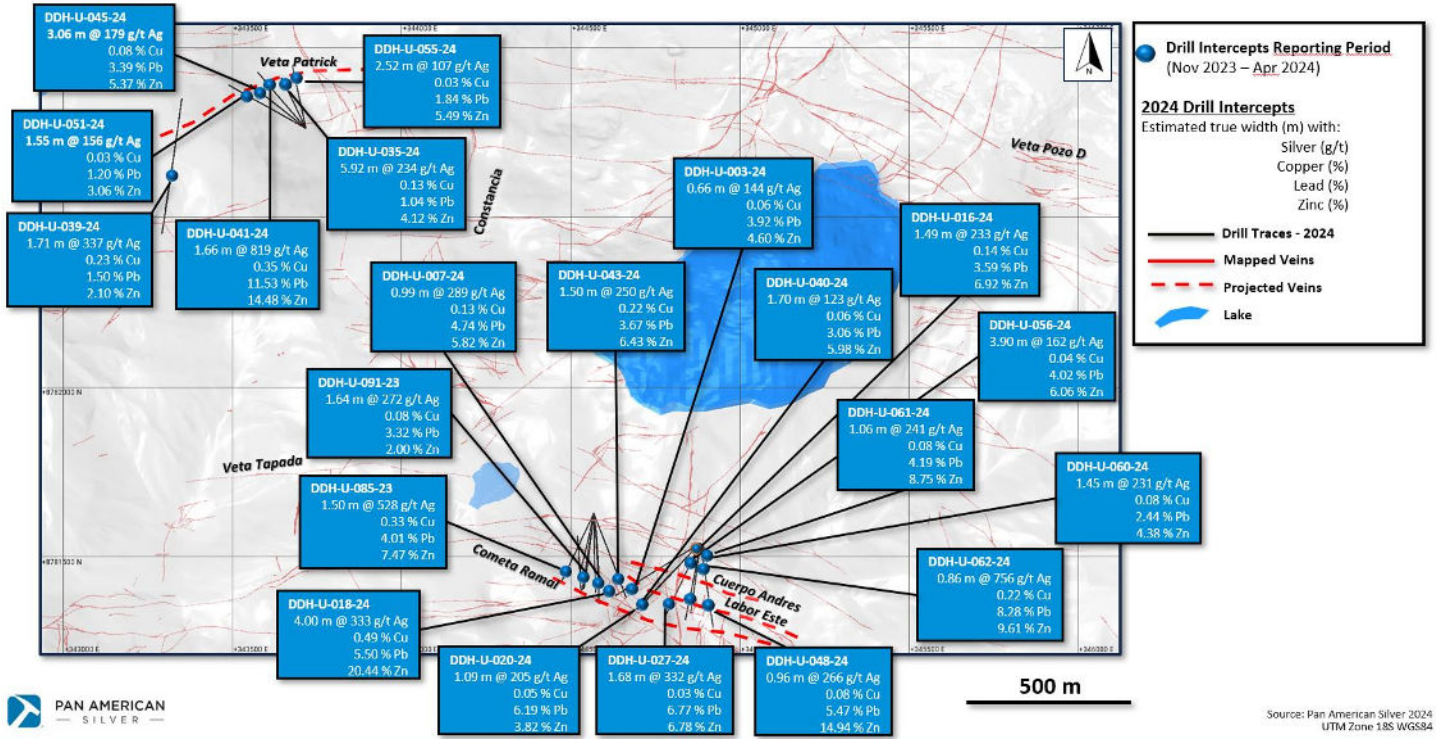 DDH-U-045-24
3.06 m @ 179 g/t Ag
0.08 % Cu
3.39 % Pb
5.37 % Zn
+343500
+344000
+344500
+345000
+345500
Veta Patrick
DDH-U-055-24
2.52 m @ 107 g/t Ag
0.03 % Cu
1.84 % Pb
5.49 % Zn
N
DDH-U-051-24
1.55 m @ 156 g/t Ag
0.03 % Cu
1.20 % Pb
3.06 % Zn
DDH-U-035-24
5.92 m @ 234 g/t Ag
0.13 % Cu
1.04 % Pb
4.12 % Zn
Constancia
Veta Pozo D
DDH-U-003-24
0.66 m @ 144 g/t Ag
0.06 % Cu
3.92 % Pb
4.60 % Zn
DDH-U-039-24
1.71 m @ 337 g/t Ag
0.23 % Cu
1.50 % Pb
2.10 % Zn
DDH-U-041-24
1.66 m @ 819 g/t Ag
0.35 % Cu
11.53 % Pb
14.48 % Zn
DDH-U-016-24
1.49 m @ 233 g/t Ag
0.14 % Cu
3.59 % Pb
6.92 % Zn
DDH-U-007-24
0.99 m @ 289 g/t Ag
0.13 % Cu
4.74 % Pb
5.82 % Zn
DDH-U-043-24
1.50 m @ 250 g/t Ag
0.22 % Cu
3.67 % Pb
6.43 % Zn
DDH-U-040-24
1.70 m @ 123 g/t Ag
0.06 % Cu
3.06 % Pb
5.98 % Zn
DDH-U-056-24
3.90 m @ 162 g/t Ag
0.04 % Cu
4.02 % Pb
6.06 % Zn
+8782000 N
DDH-U-091-23
1.64 m @ 272 g/t Ag
0.08 % Cu
3.32 % Pb
2.00 % Zn
DDH-U-061-24
1.06 m @ 241 g/t Ag
0.08 % Cu
4.19 % Pb
8.75 % Zn
Veta Tapada
DDH-U-060-24
1.45 m @ 231 g/t Ag
0.08 % Cu
2.44 % Pb
4.38 % Zn
DDH-U-085-23
1.50 m @ 528 g/t Ag
0.33 % Cu
4.01 % Pb
7.47 % Zn
+8781500 N
Cometa Ramal
Cuerpo Andres
Labor Este
DDH-U-062-24
0.86 m @ 756 g/t Ag
0.22 % Cu
8.28 % Pb
9.61 % Zn
DDH-U-018-24
4.00 m @ 333 g/t Ag
0.49 % Cu
5.50 % Pb
20.44 % Zn
DDH-U-020-24
1.09 m @ 205 g/t Ag
0.05 % Cu
6.19 % Pb
3.82 % Zn
DDH-U-027-24
1.68 m @ 332 g/t Ag
0.03 % Cu
6.77 % Pb
6.78 % Zn
DDH-U-048-24
0.96 m @ 266 g/t Ag
0.08 % Cu
5.47 % Pb
14.94 % Zn
+343000
+343500
+345500
+346000
Drill Intercepts Reporting Period
(Nov 2023 – Apr 2024)
2024 Drill Intercepts
Estimated true width (m) with:
Silver (g/t)
Copper (%)
Lead (%)
Zinc (%)
Drill Traces - 2024
Mapped Veins
Projected Veins
Lake
500 m
PAN AMERICAN
— SILVER —
Source: Pan American Silver 2024
UTM Zone 18S WGS84